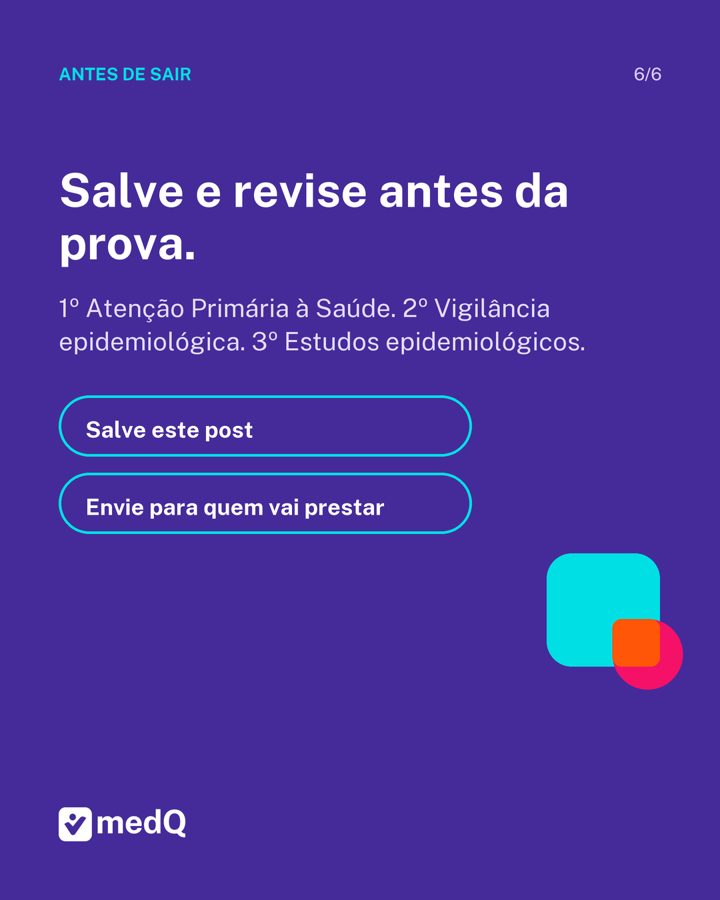 ANTES DE SAIR
6/6
Salve e revise antes da
prova.
1º Atenção Primária à Saúde. 2º Vigilância
epidemiológica. 3º Estudos epidemiológicos.
Salve este post
Envie para quem vai prestar
medQ